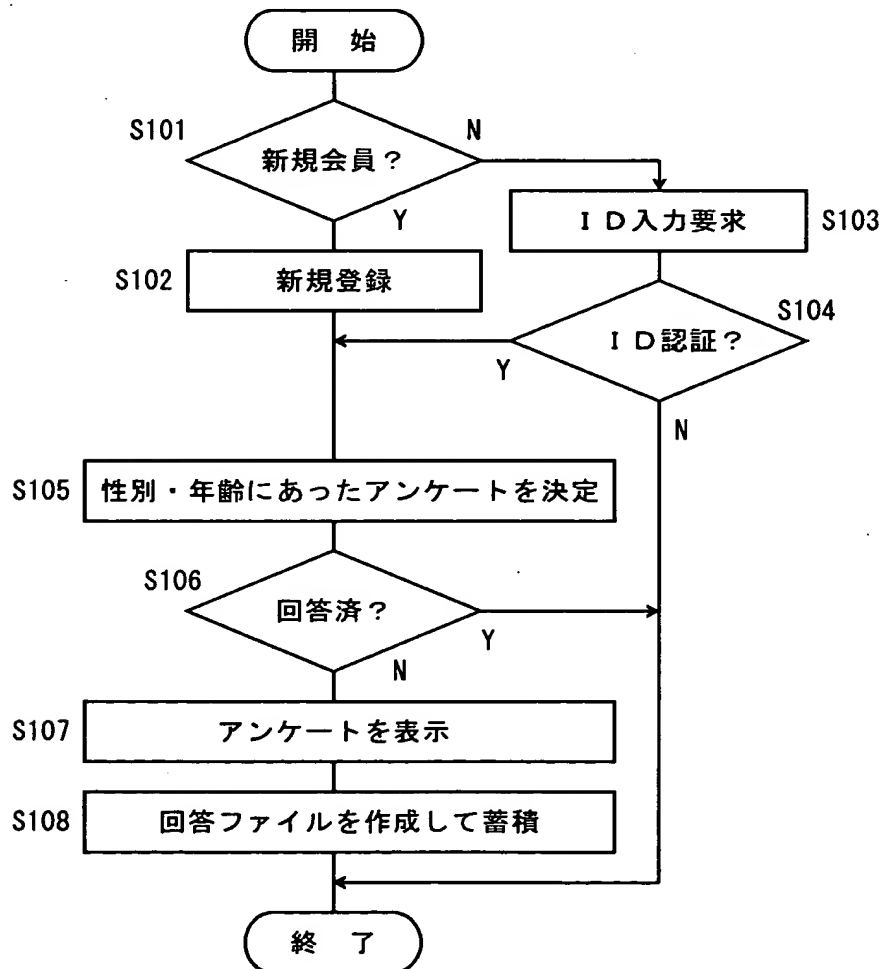 開 始
S101
新規会員?
N
Y
ID入力要求
S103
S102
新規登録
S104
ID認証?
Y
N
S105
性別・年齢にあったアンケートを決定
S106
回答済?
Y
N
S107
アンケートを表示
S108
回答ファイルを作成して蓄積
終 了